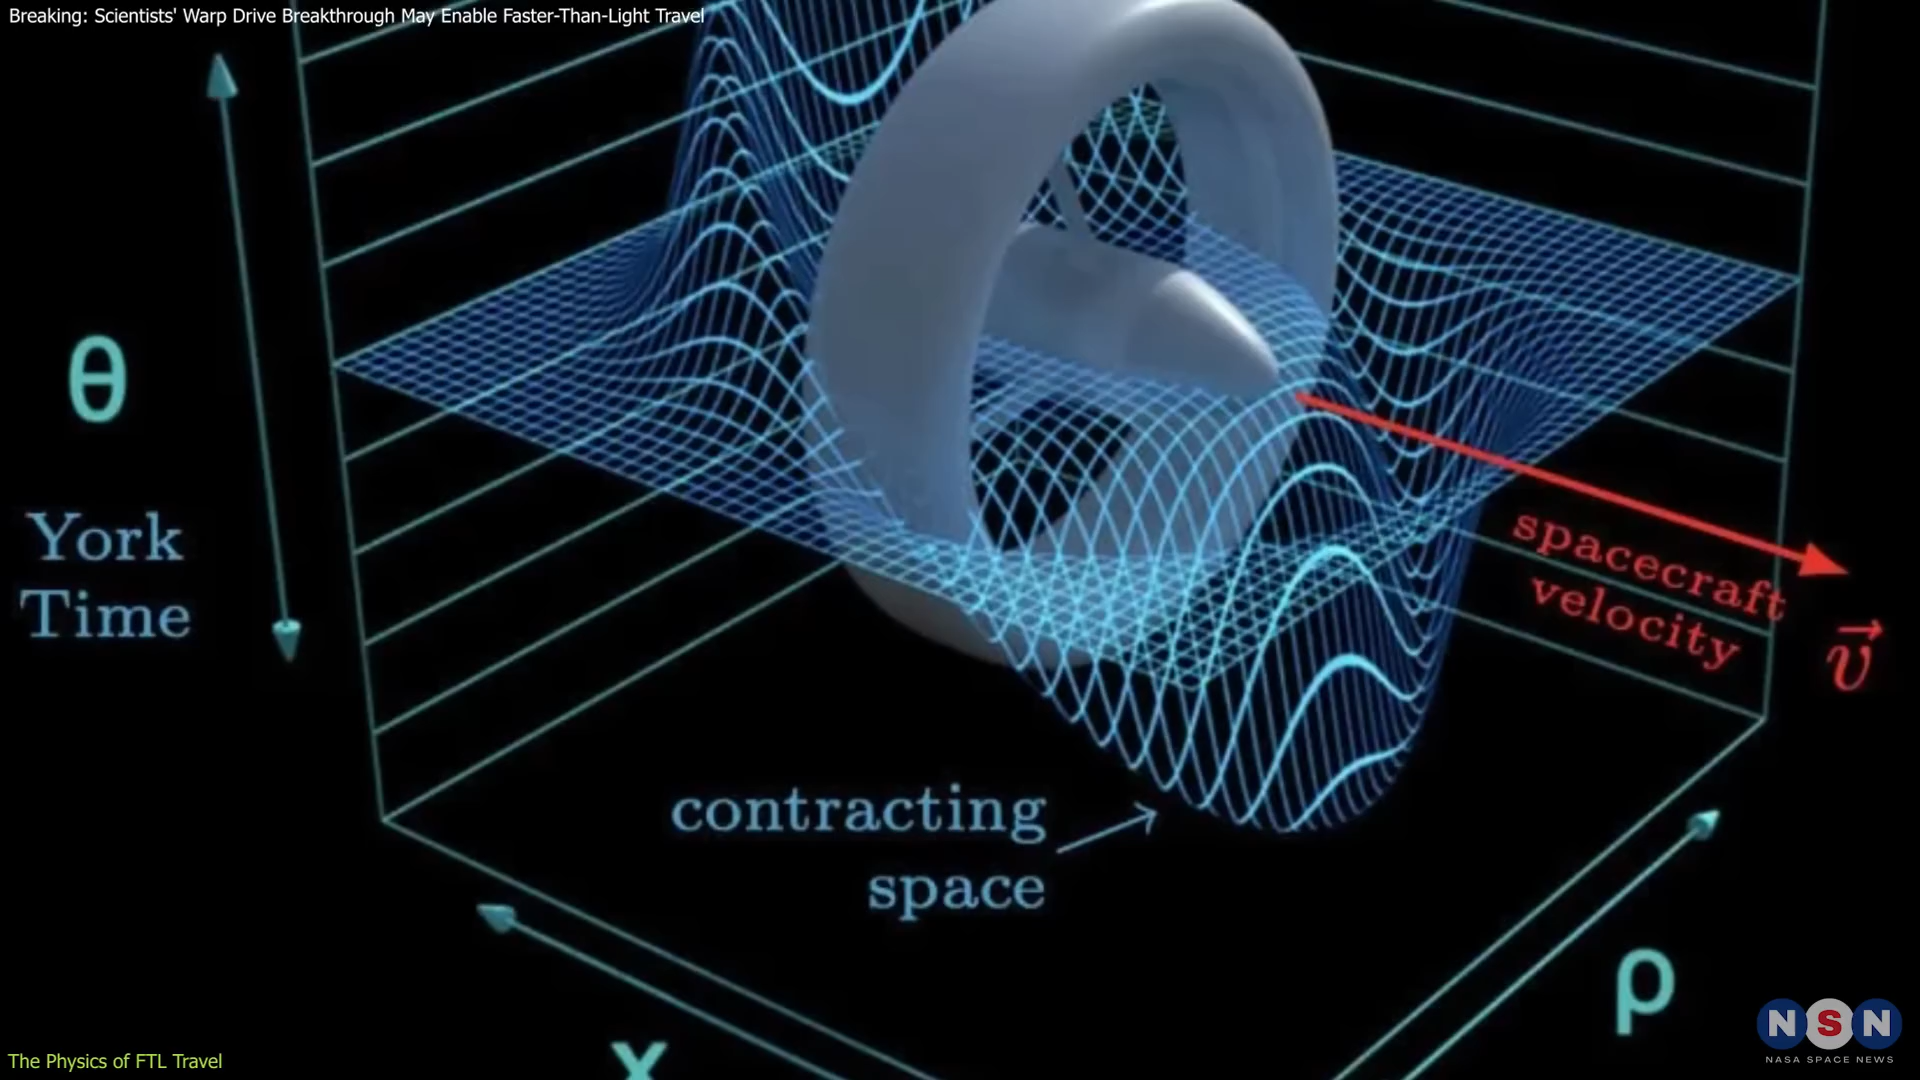 Breaking: Scientists' Warp Drive Breakthrough May Enable Faster-Than-Light Travel
θ
York
Time
spacecraft
velocity
v⃗
contracting
space
ρ
x
NSN
NASA SPACE NEWS
The Physics of FTL Travel